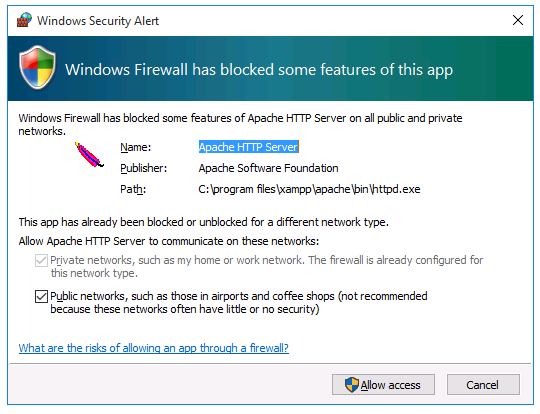 Windows Security Alert
Windows Firewall has blocked some features of this app
Windows Firewall has blocked some features of Apache HTTP Server on all public and private
networks.
Name: Apache HTTP Server
Publisher: Apache Software Foundation
Path: C:\program files\xampp\apache\bin\httpd.exe
This app has already been blocked or unblocked for a different network type.
Allow Apache HTTP Server to communicate on these networks:
Private networks, such as my home or work network. The firewall is already configured for
this network type.
Public networks, such as those in airports and coffee shops (not recommended
because these networks often have little or no security)
What are the risks of allowing an app through a firewall?
Allow access Cancel